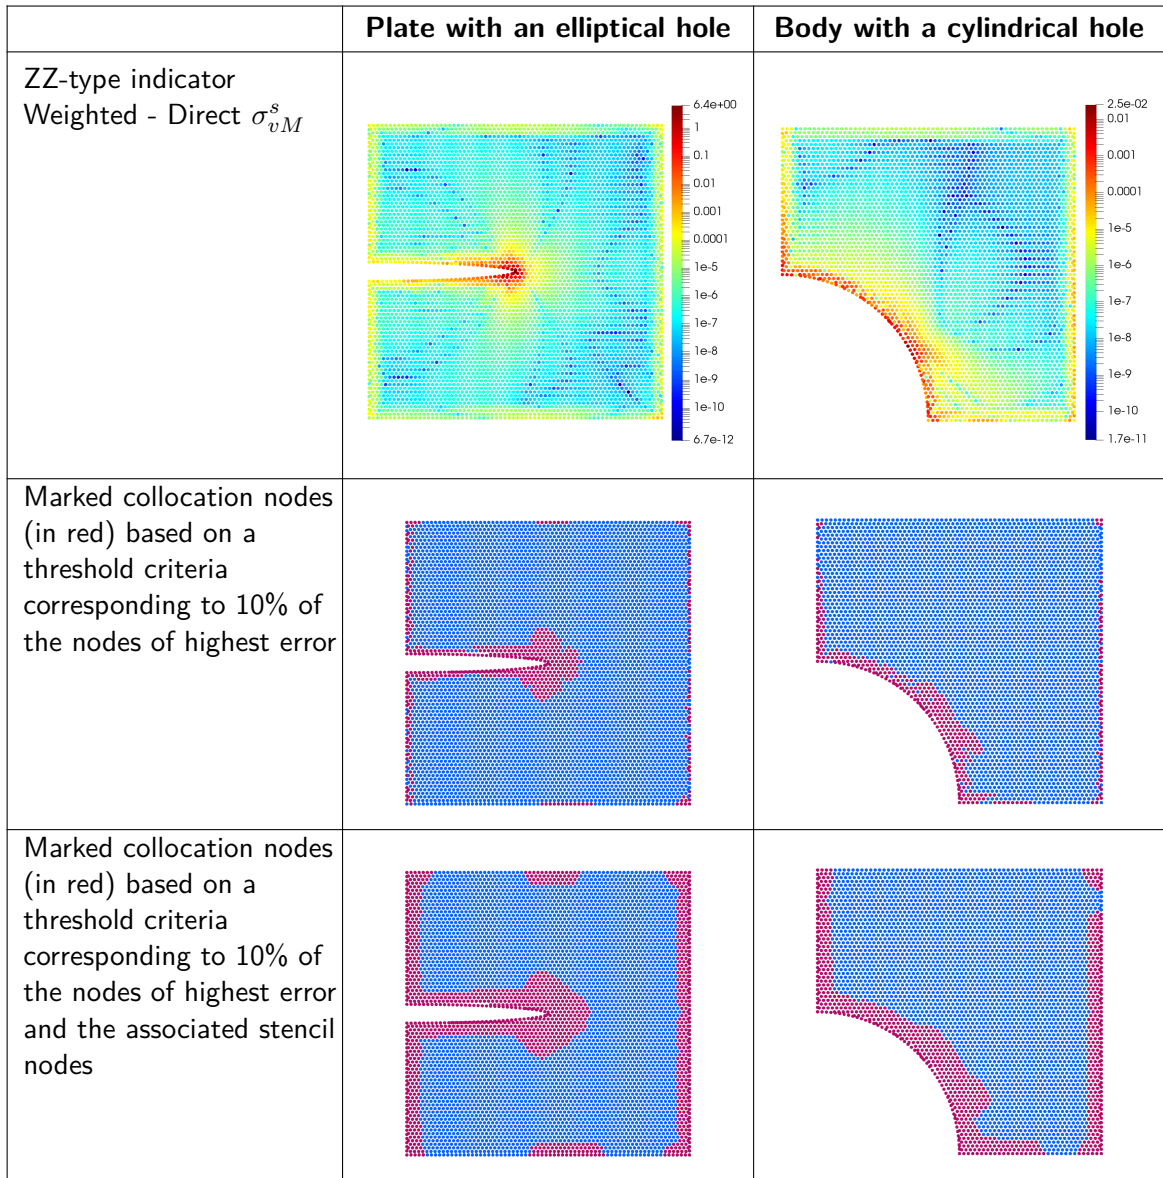 Plate with an elliptical hole
Body with a cylindrical hole
ZZ-type indicator
Weighted - Direct σ^s_{vM}
6.4e+00
1
0.1
0.01
0.001
0.0001
1e-5
1e-6
1e-7
1e-8
1e-9
1e-10
6.7e-12
2.5e-02
0.01
0.001
0.0001
1e-5
1e-6
1e-7
1e-8
1e-9
1e-10
1.7e-11
Marked collocation nodes
(in red) based on a
threshold criteria
corresponding to 10% of
the nodes of highest error
Marked collocation nodes
(in red) based on a
threshold criteria
corresponding to 10% of
the nodes of highest error
and the associated stencil
nodes